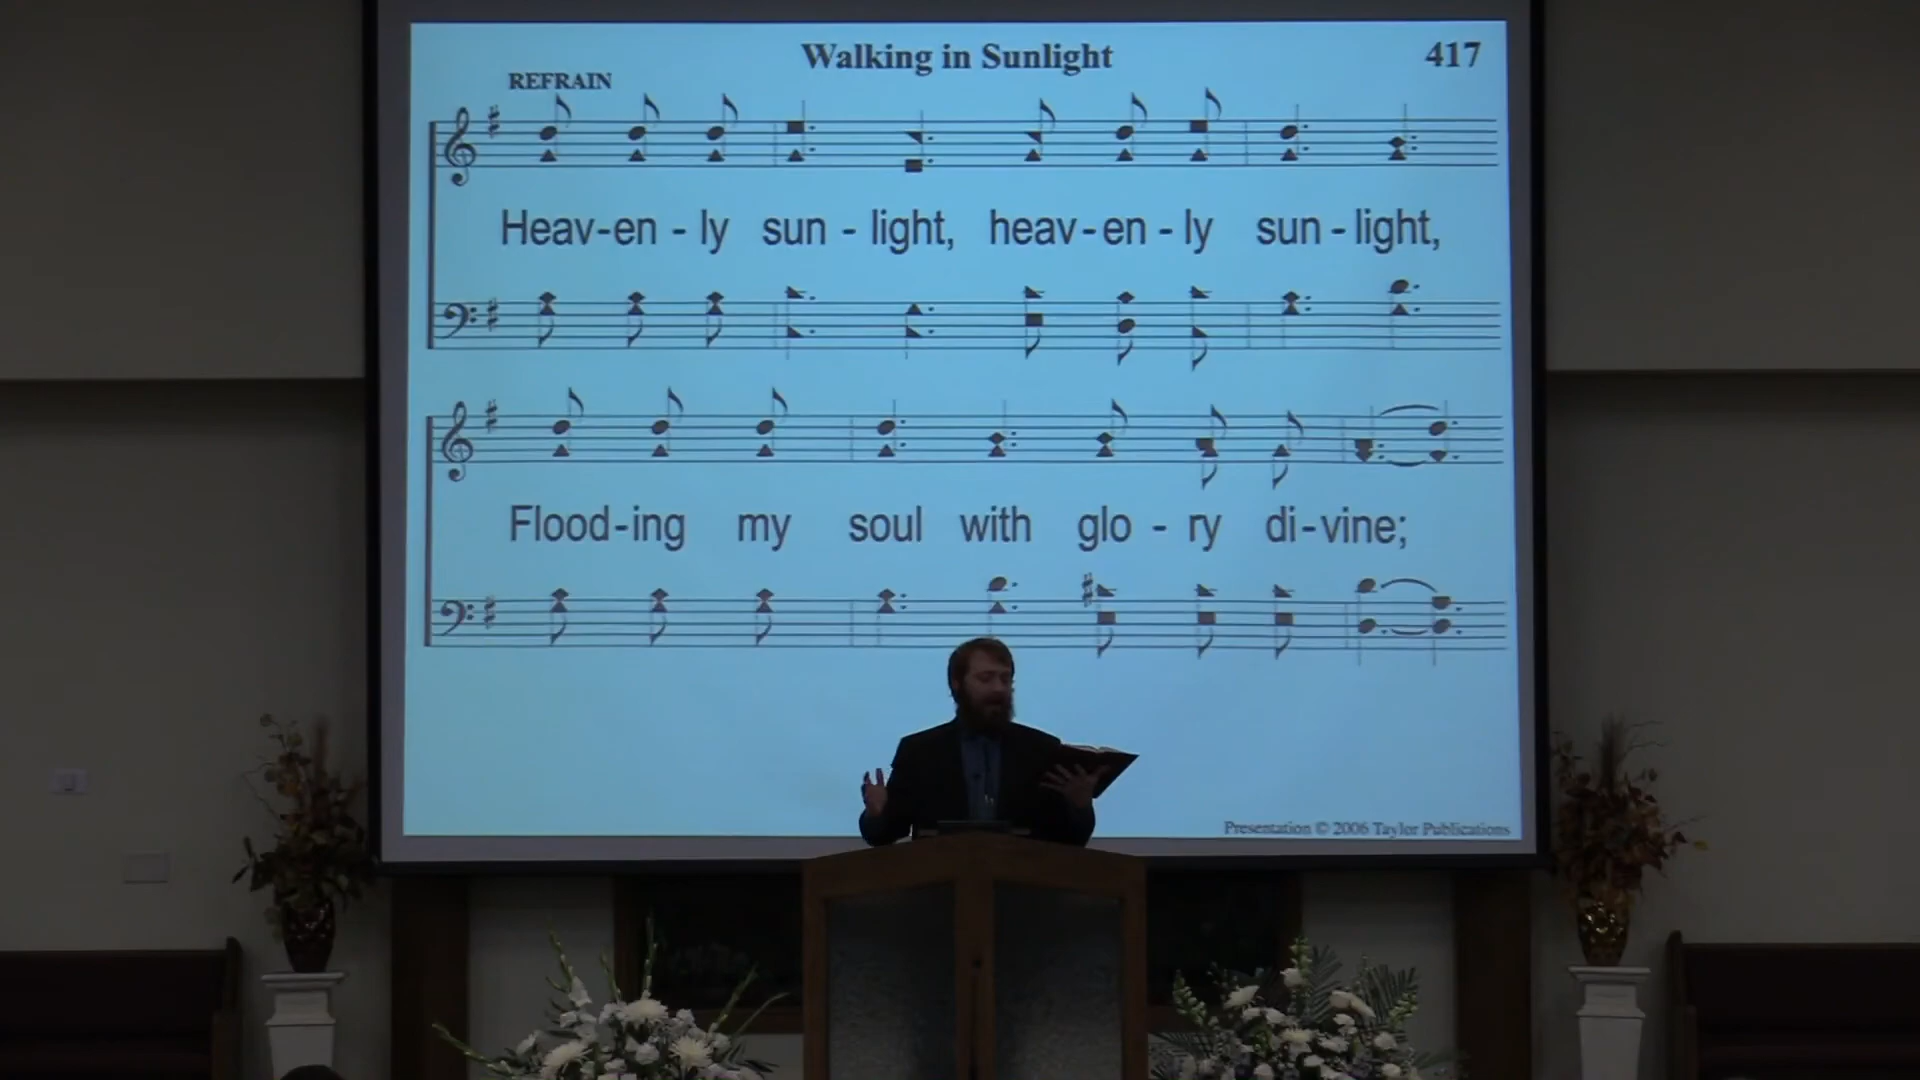 Walking in Sunlight 417
REFRAIN
Heav-en - ly sun - light, heav-en - ly sun - light,
Flood-ing my soul with glo - ry di-vine;
Presentation © 2006 Taylor Publications